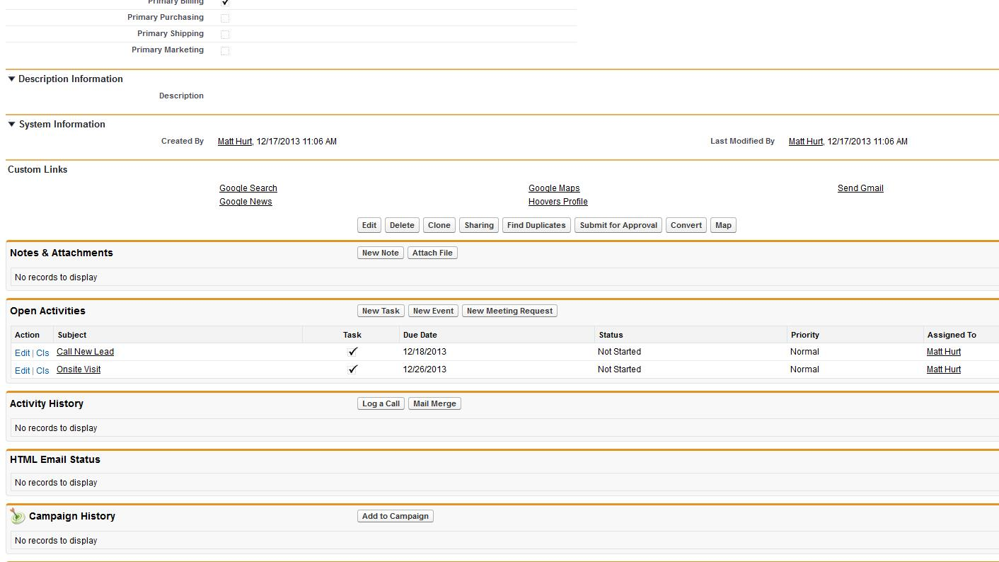 Primary Billing
Primary Purchasing
Primary Shipping
Primary Marketing
Description Information
Description
System Information
Created By Matt Hurt, 12/17/2013 11:06 AM Last Modified By Matt Hurt, 12/17/2013 11:06 AM
Custom Links
Google Search Google Maps Send Gmail
Google News Hoovers Profile
Edit Delete Clone Sharing Find Duplicates Submit for Approval Convert Map
Notes & Attachments New Note Attach File
No records to display
Open Activities New Task New Event New Meeting Request
Action Subject Task Due Date Status Priority Assigned To
Edit | Cls Call New Lead 12/18/2013 Not Started Normal Matt Hurt
Edit | Cls Onsite Visit 12/26/2013 Not Started Normal Matt Hurt
Activity History Log a Call Mail Merge
No records to display
HTML Email Status
No records to display
Campaign History Add to Campaign
No records to display